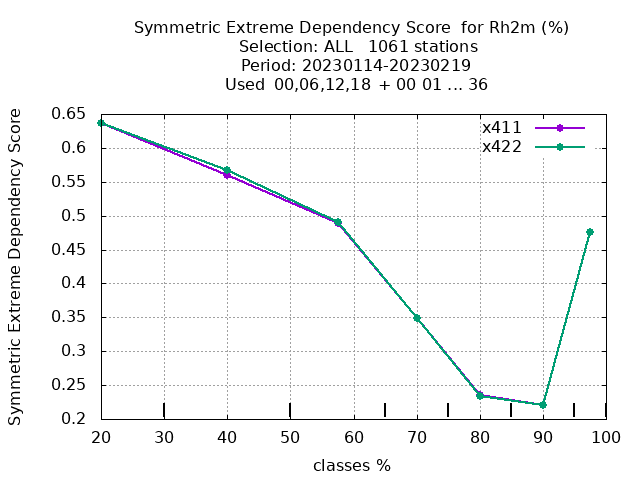 Symmetric Extreme Dependency Score  for Rh2m (%)
Selection: ALL   1061 stations
Period: 20230114-20230219
Used  00,06,12,18 + 00 01 ... 36
Symmetric Extreme Dependency Score
0.65
0.6
0.55
0.5
0.45
0.4
0.35
0.3
0.25
0.2
x411
x422
20 30 40 50 60 70 80 90 100
classes %